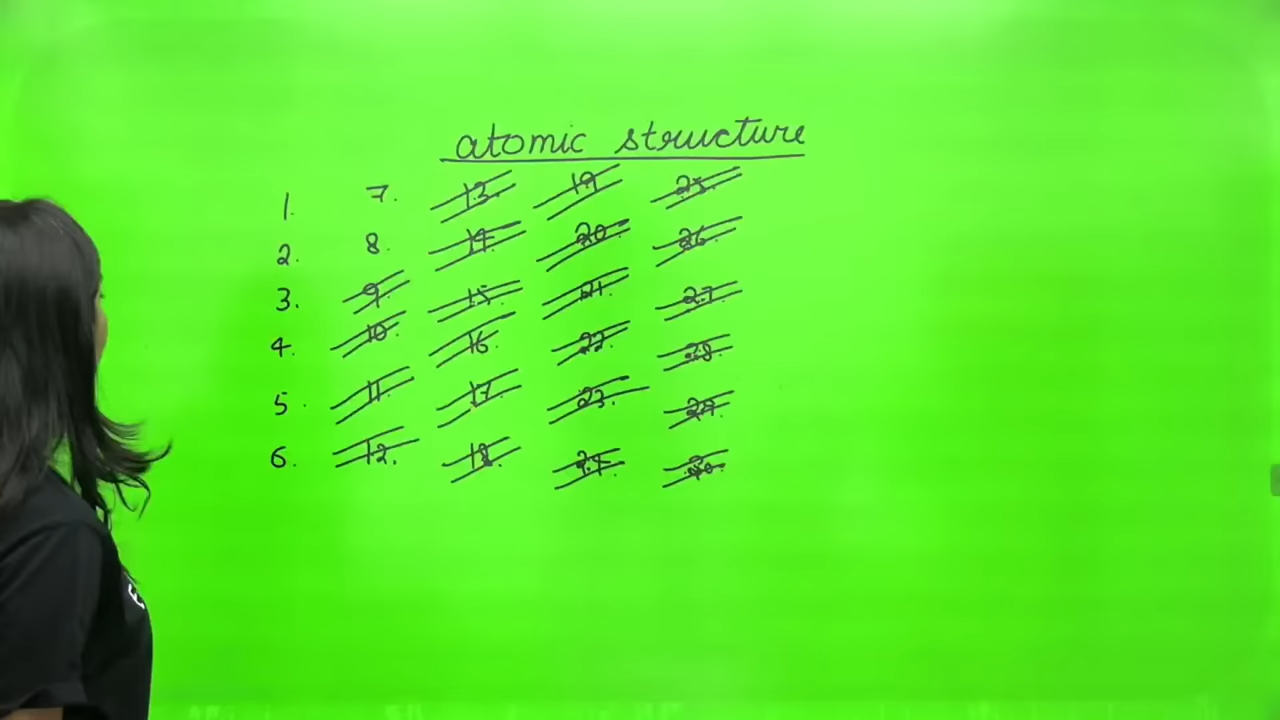 atomic structure
1. 7. 13. 19. 25.
2. 8. 14. 20. 26.
3. 9. 15. 21. 27.
4. 10. 16. 22. 28.
5. 11. 17. 23. 29.
6. 12. 18. 24. 30.